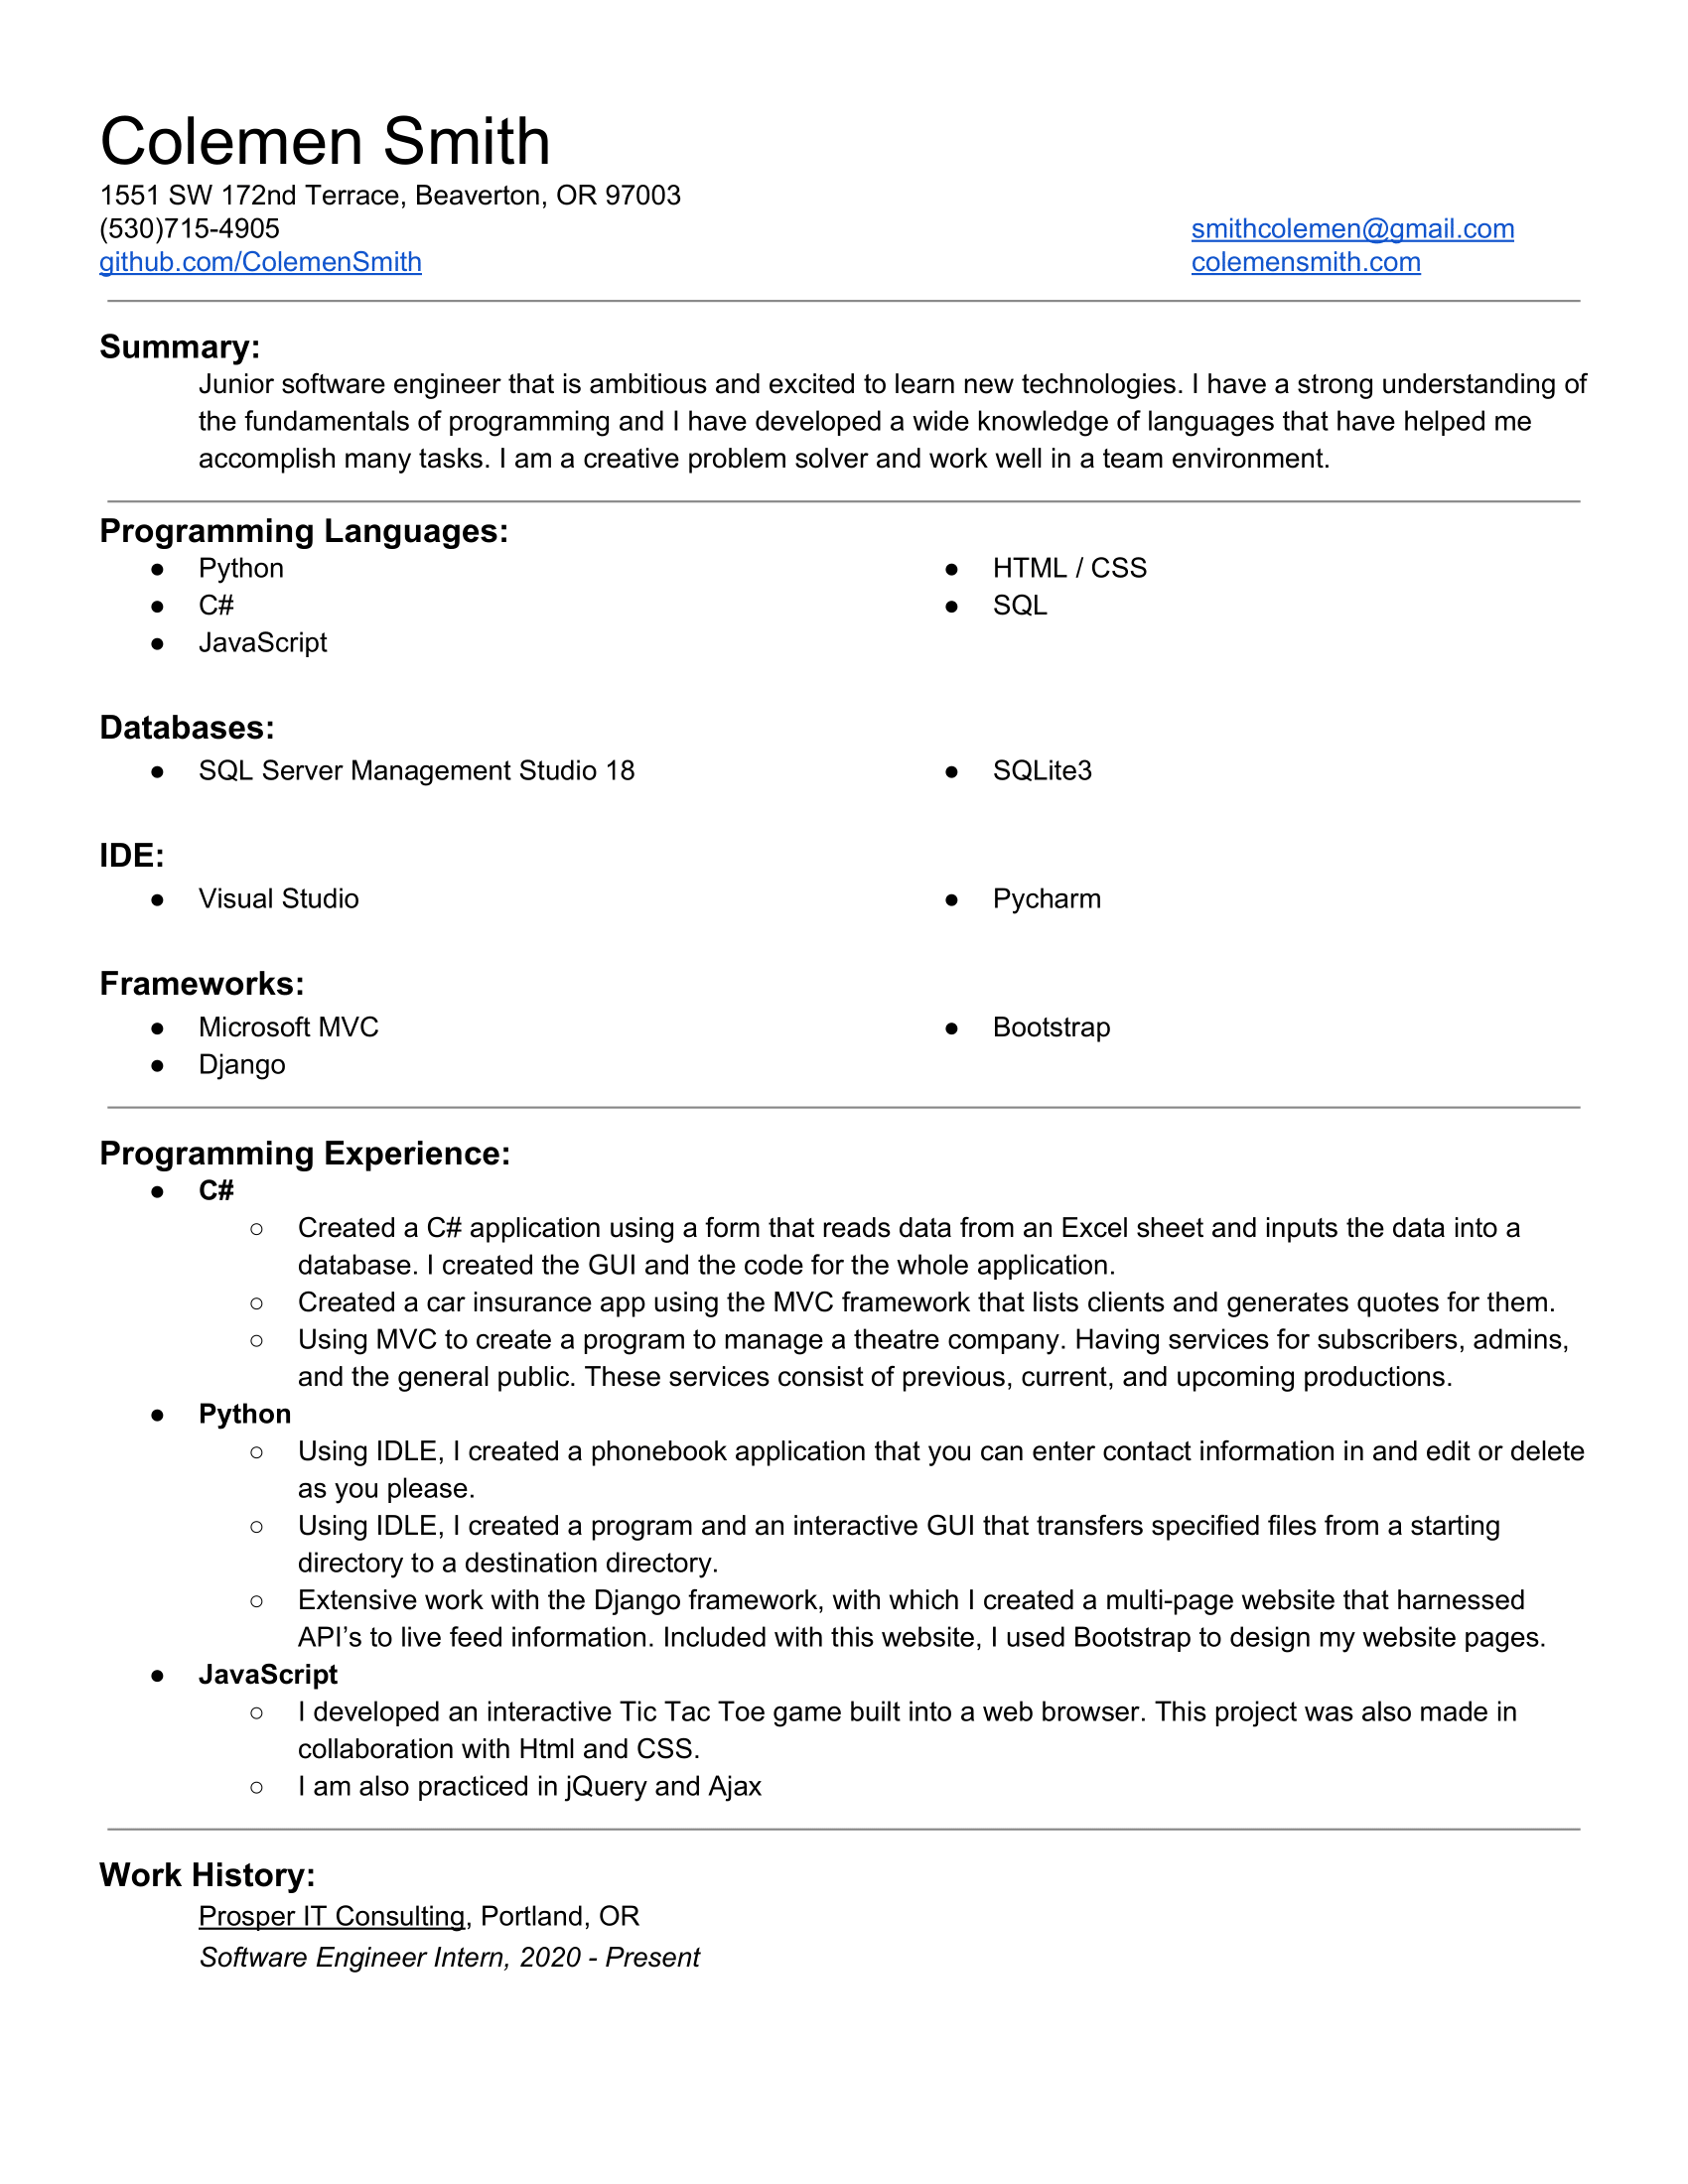 Colemen Smith
1551 SW 172nd Terrace, Beaverton, OR 97003
(530)715-4905 smithcolemen@gmail.com
github.com/ColemenSmith colemensmith.com
Summary:
Junior software engineer that is ambitious and excited to learn new technologies. I have a strong understanding of
the fundamentals of programming and I have developed a wide knowledge of languages that have helped me
accomplish many tasks. I am a creative problem solver and work well in a team environment.
Programming Languages:
● Python ● HTML / CSS
● C# ● SQL
● JavaScript
Databases:
● SQL Server Management Studio 18 ● SQLite3
IDE:
● Visual Studio ● Pycharm
Frameworks:
● Microsoft MVC ● Bootstrap
● Django
Programming Experience:
● C#
○ Created a C# application using a form that reads data from an Excel sheet and inputs the data into a
database. I created the GUI and the code for the whole application.
○ Created a car insurance app using the MVC framework that lists clients and generates quotes for them.
○ Using MVC to create a program to manage a theatre company. Having services for subscribers, admins,
and the general public. These services consist of previous, current, and upcoming productions.
● Python
○ Using IDLE, I created a phonebook application that you can enter contact information in and edit or delete
as you please.
○ Using IDLE, I created a program and an interactive GUI that transfers specified files from a starting
directory to a destination directory.
○ Extensive work with the Django framework, with which I created a multi-page website that harnessed
API’s to live feed information. Included with this website, I used Bootstrap to design my website pages.
● JavaScript
○ I developed an interactive Tic Tac Toe game built into a web browser. This project was also made in
collaboration with Html and CSS.
○ I am also practiced in jQuery and Ajax
Work History:
Prosper IT Consulting, Portland, OR
Software Engineer Intern, 2020 - Present